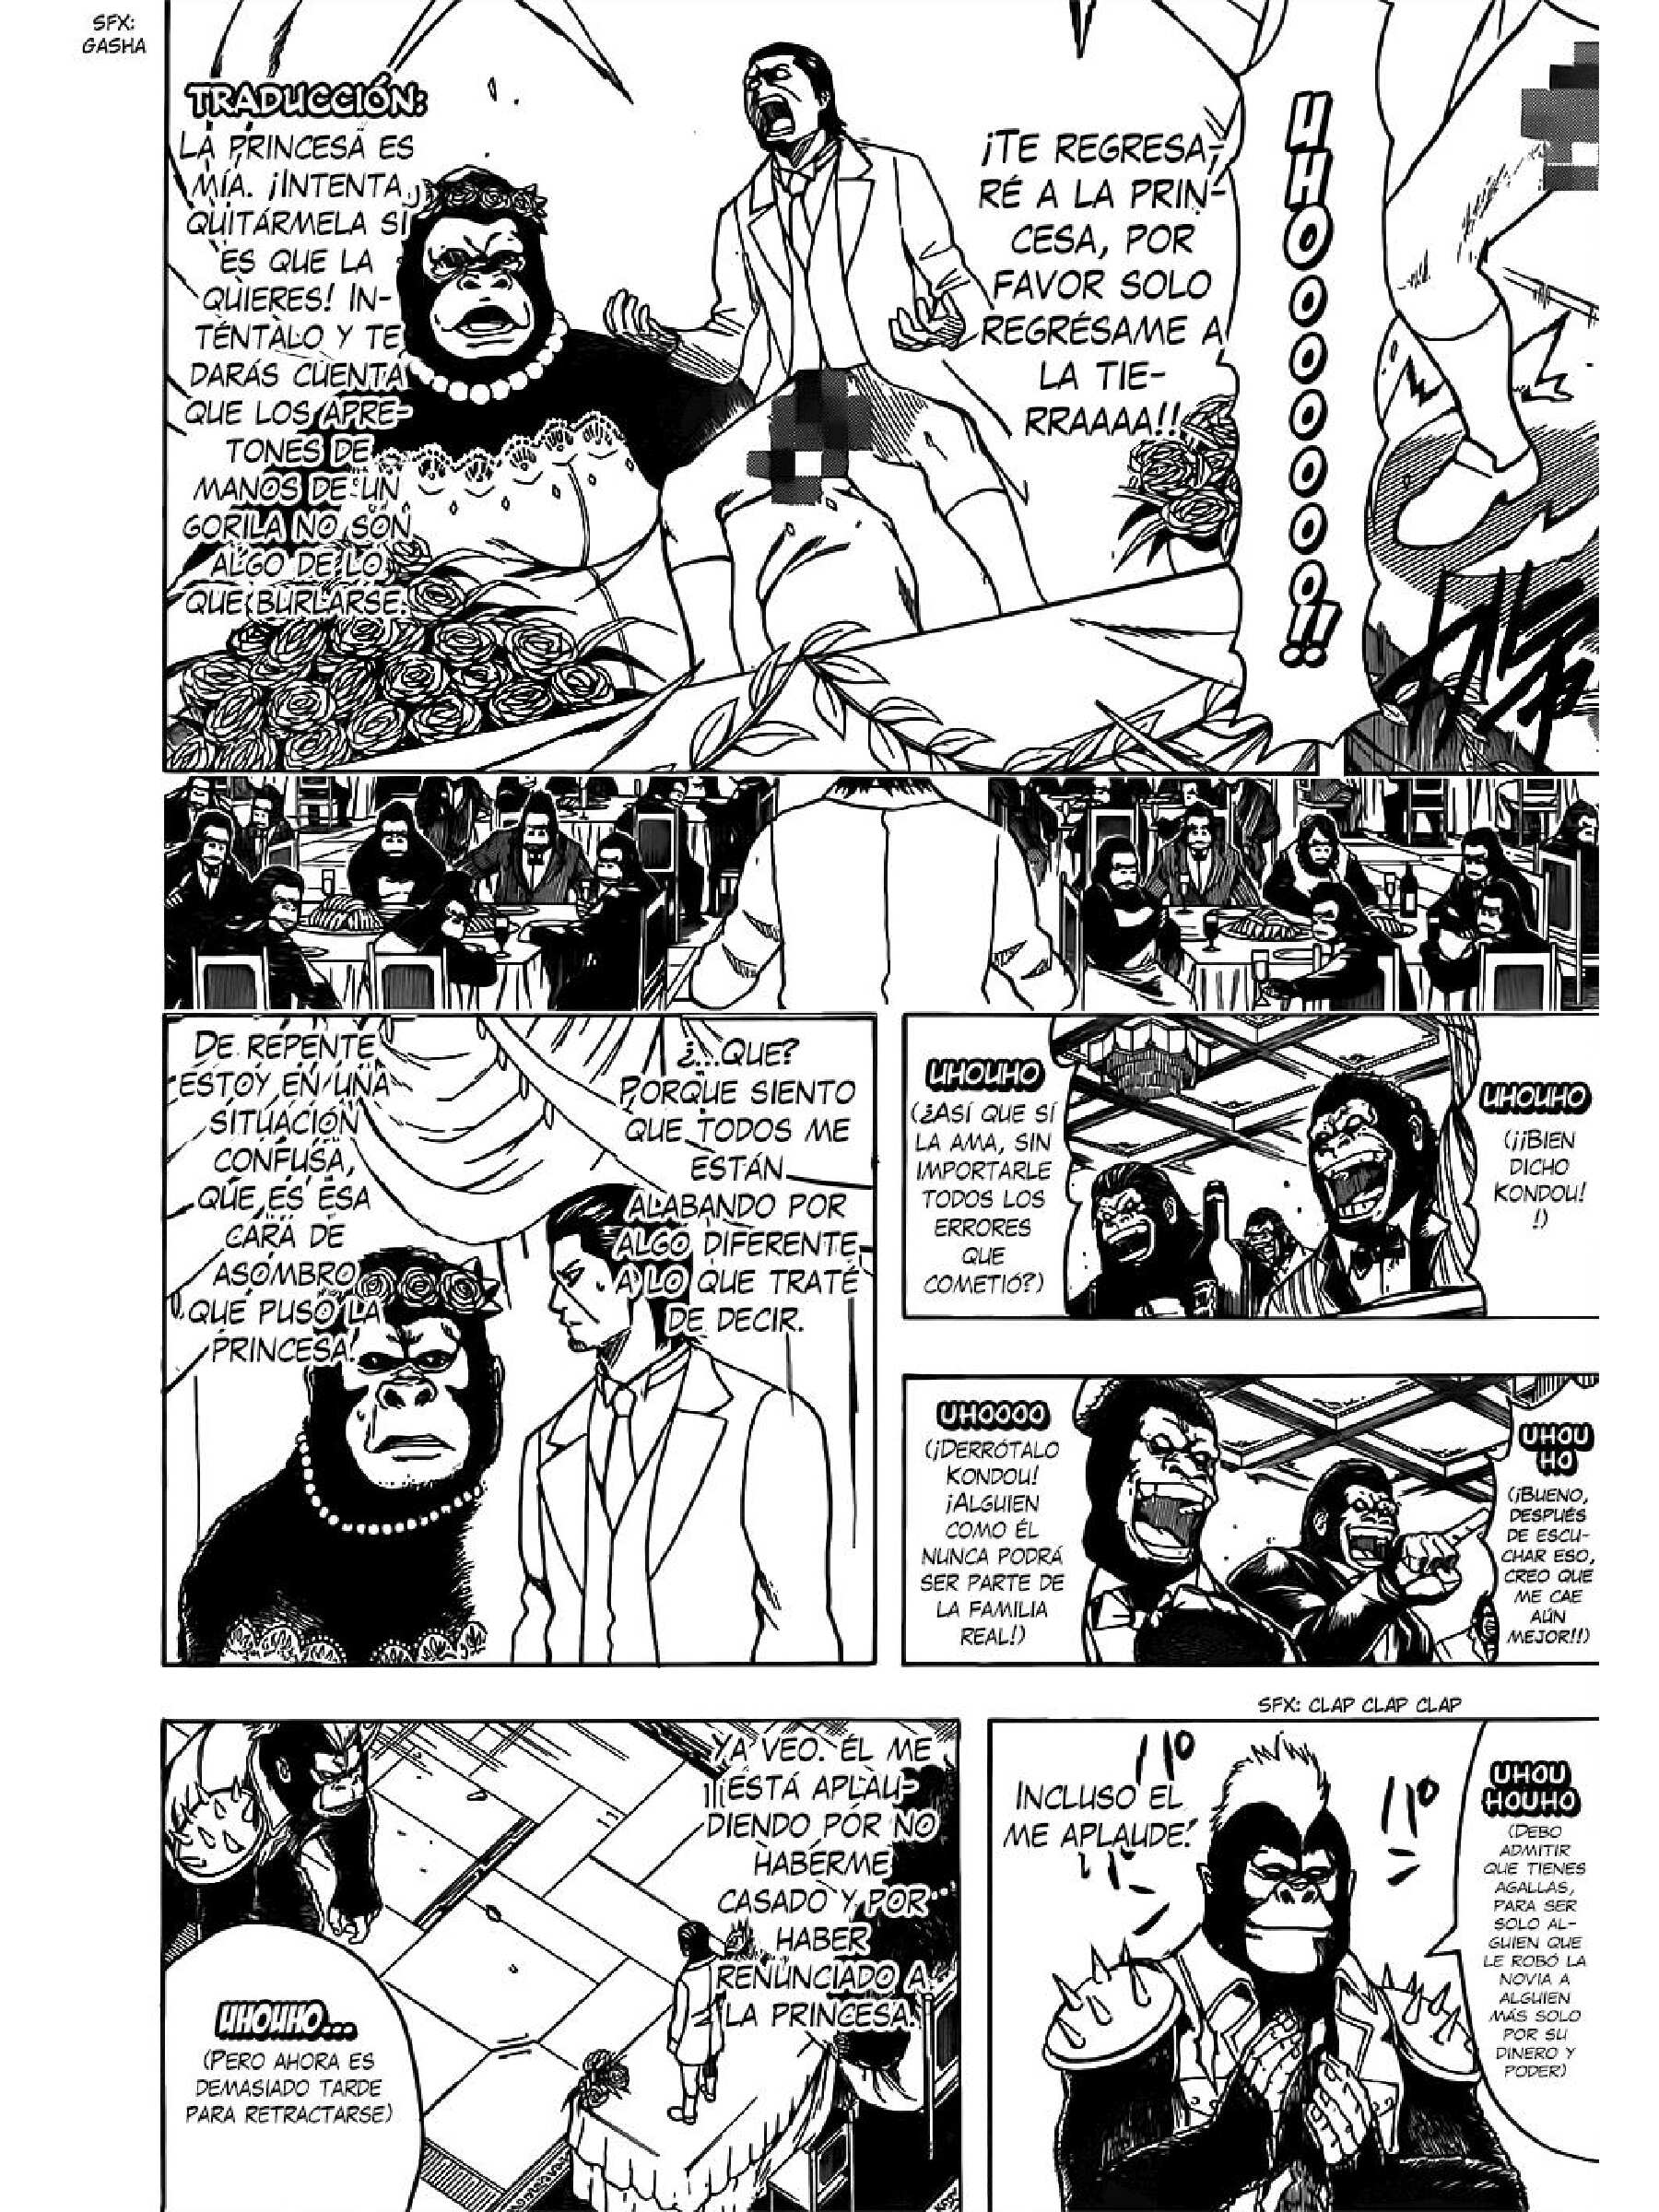 SFX:
GASHA
UHOOOOOOO!!
¡TE REGRESA-
RÉ A LA PRIN-
CESA, POR
FAVOR SOLO
REGRÉSAME A
LA TIE-
RRAAAA!!
TRADUCCIÓN:
LA PRINCESA ES
MÍA. ¡INTENTA
QUITÁRMELA SI
ES QUE LA
QUIERES! IN-
TÉNTALO Y TE
DARÁS CUENTA
QUE LOS APRE-
TONES DE
MANOS DE UN
GORILA NO SON
ALGO DE LO
QUE BURLARSE.
UHOUHO
(¡¡BIEN
DICHO
KONDOU!
!)
UHOUHO
(¿ASÍ QUE SÍ
LA AMA, SIN
IMPORTARLE
TODOS LOS
ERRORES
QUE
COMETIÓ?)
UHOU
HO
(¡BUENO,
DESPUÉS
DE ESCU-
CHAR ESO,
CREO QUE
ME CAE
AÚN
MEJOR!!)
UHOOOO
(¡DERRÓTALO
KONDOU!
¡ALGUIEN
COMO ÉL
NUNCA PODRÁ
SER PARTE DE
LA FAMILIA
REAL!)
¿...QUE?
PORQUE SIENTO
QUE TODOS ME
ESTÁN
ALABANDO POR
ALGO DIFERENTE
A LO QUE TRATÉ
DE DECIR.
DE REPENTE
ESTOY EN UNA
SITUACIÓN
CONFUSA,
QUE ES ESA
CARA DE
ASOMBRO
QUE PUSO LA
PRINCESA!
SFX: CLAP CLAP CLAP
UHOU
HOUHO
(DEBO
ADMITIR
QUE TIENES
AGALLAS,
PARA SER
SOLO AL-
GUIEN QUE
LE ROBÓ LA
NOVIA A
ALGUIEN
MÁS SOLO
POR SU
DINERO Y
PODER)
INCLUSO EL
ME APLAUDE.
YA VEO. ÉL ME
ESTÁ APLAU-
DIENDO POR NO
HABERME
CASADO Y POR
HABER
RENUNCIADO A
LA PRINCESA.
UHOUHO...
(PERO AHORA ES
DEMASIADO TARDE
PARA RETRACTARSE)